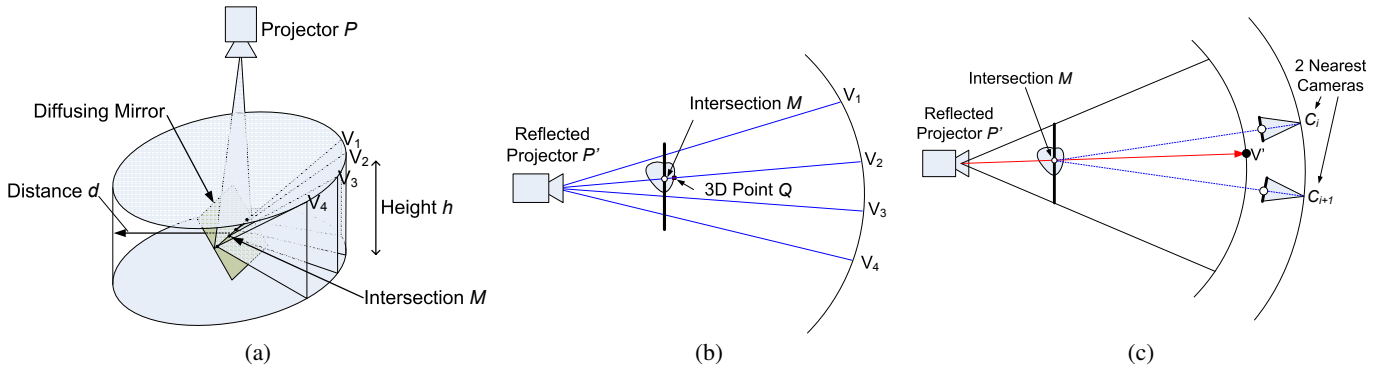 Projector P
Diffusing Mirror
V1
V2
V3
V4
Distance d
Height h
Intersection M
(a)
V1
Intersection M
Reflected
Projector P’
V2
3D Point Q
V3
V4
(b)
2 Nearest
Cameras
Intersection M
Reflected
Projector P’
Ci
V’
Ci+1
(c)